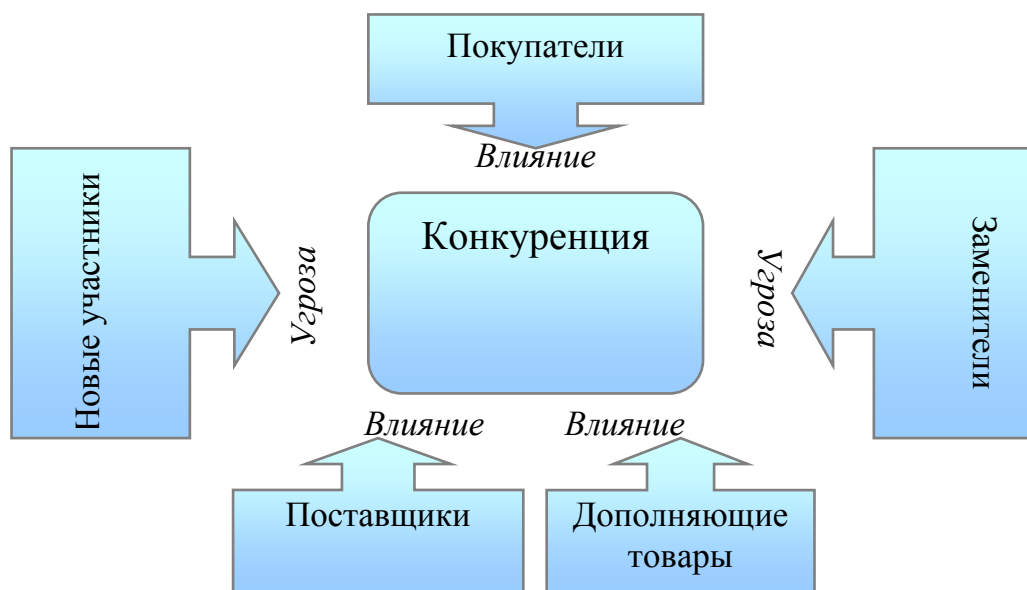 Покупатели
Влияние
Новые участники
Угроза
Конкуренция
Угроза
Заменители
Влияние
Влияние
Поставщики
Дополняющие
товары